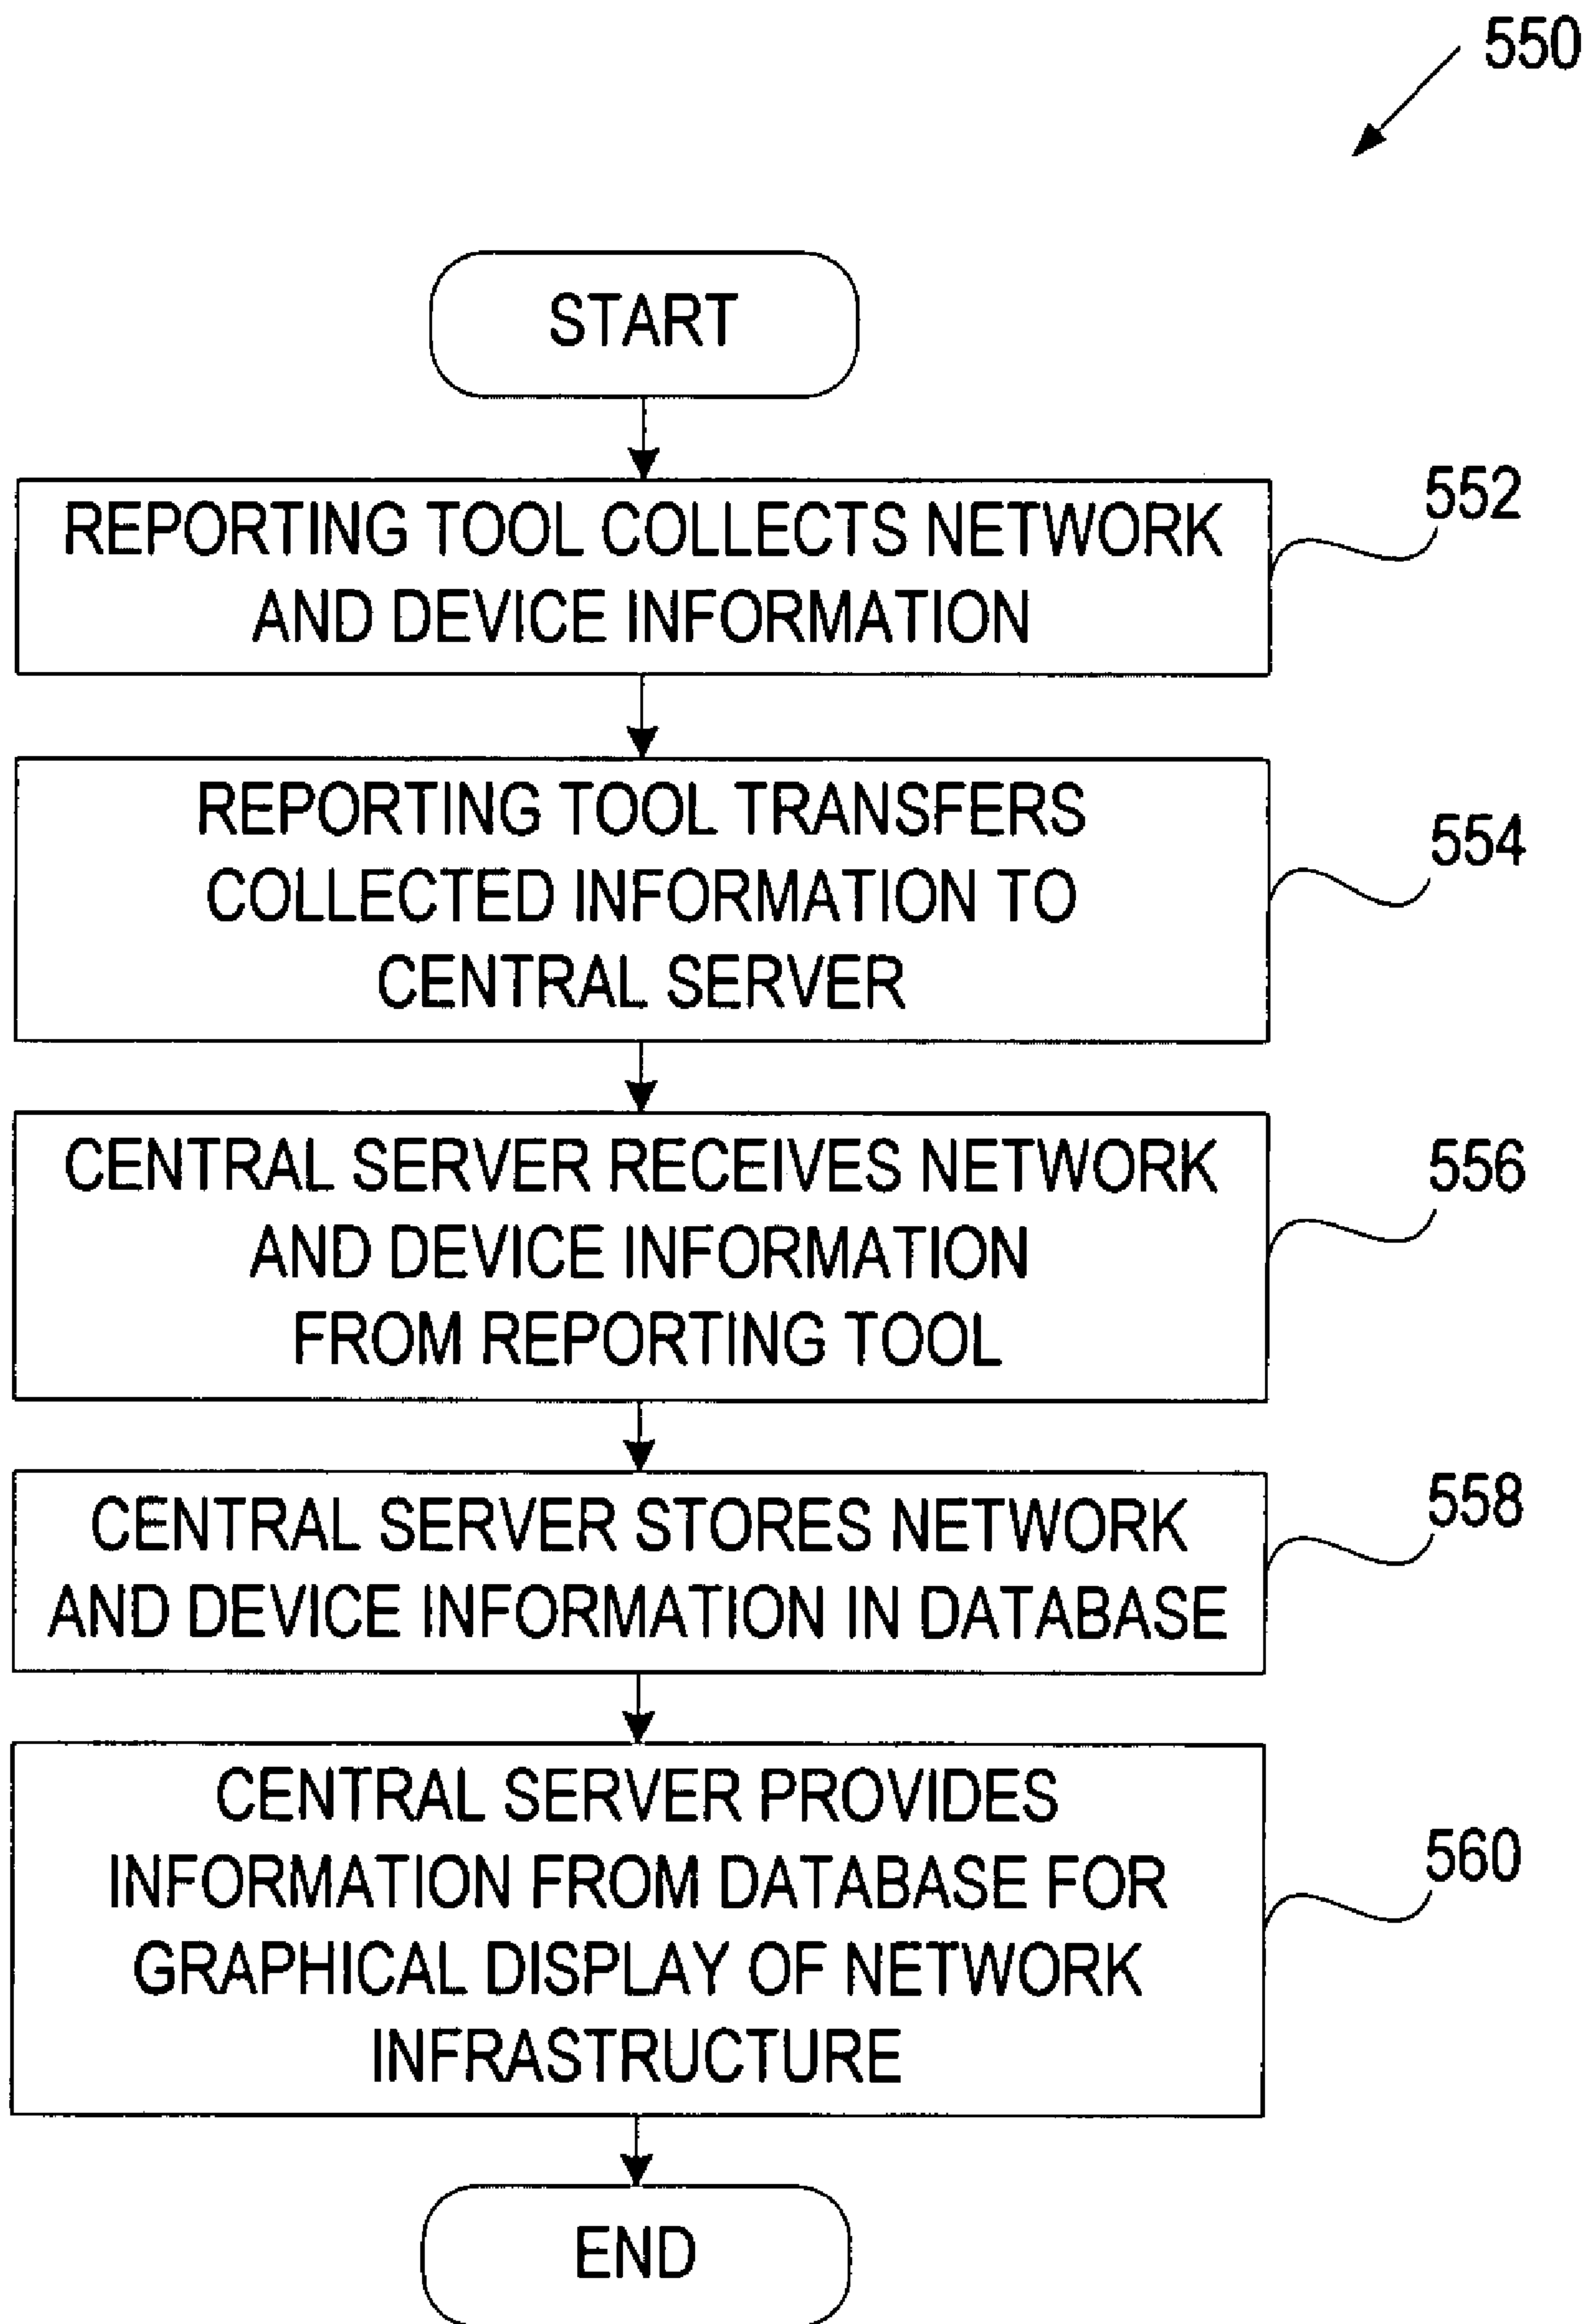 550
START
REPORTING TOOL COLLECTS NETWORK
AND DEVICE INFORMATION
552
REPORTING TOOL TRANSFERS
COLLECTED INFORMATION TO
CENTRAL SERVER
554
CENTRAL SERVER RECEIVES NETWORK
AND DEVICE INFORMATION
FROM REPORTING TOOL
556
CENTRAL SERVER STORES NETWORK
AND DEVICE INFORMATION IN DATABASE
558
CENTRAL SERVER PROVIDES
INFORMATION FROM DATABASE FOR
GRAPHICAL DISPLAY OF NETWORK
INFRASTRUCTURE
560
END